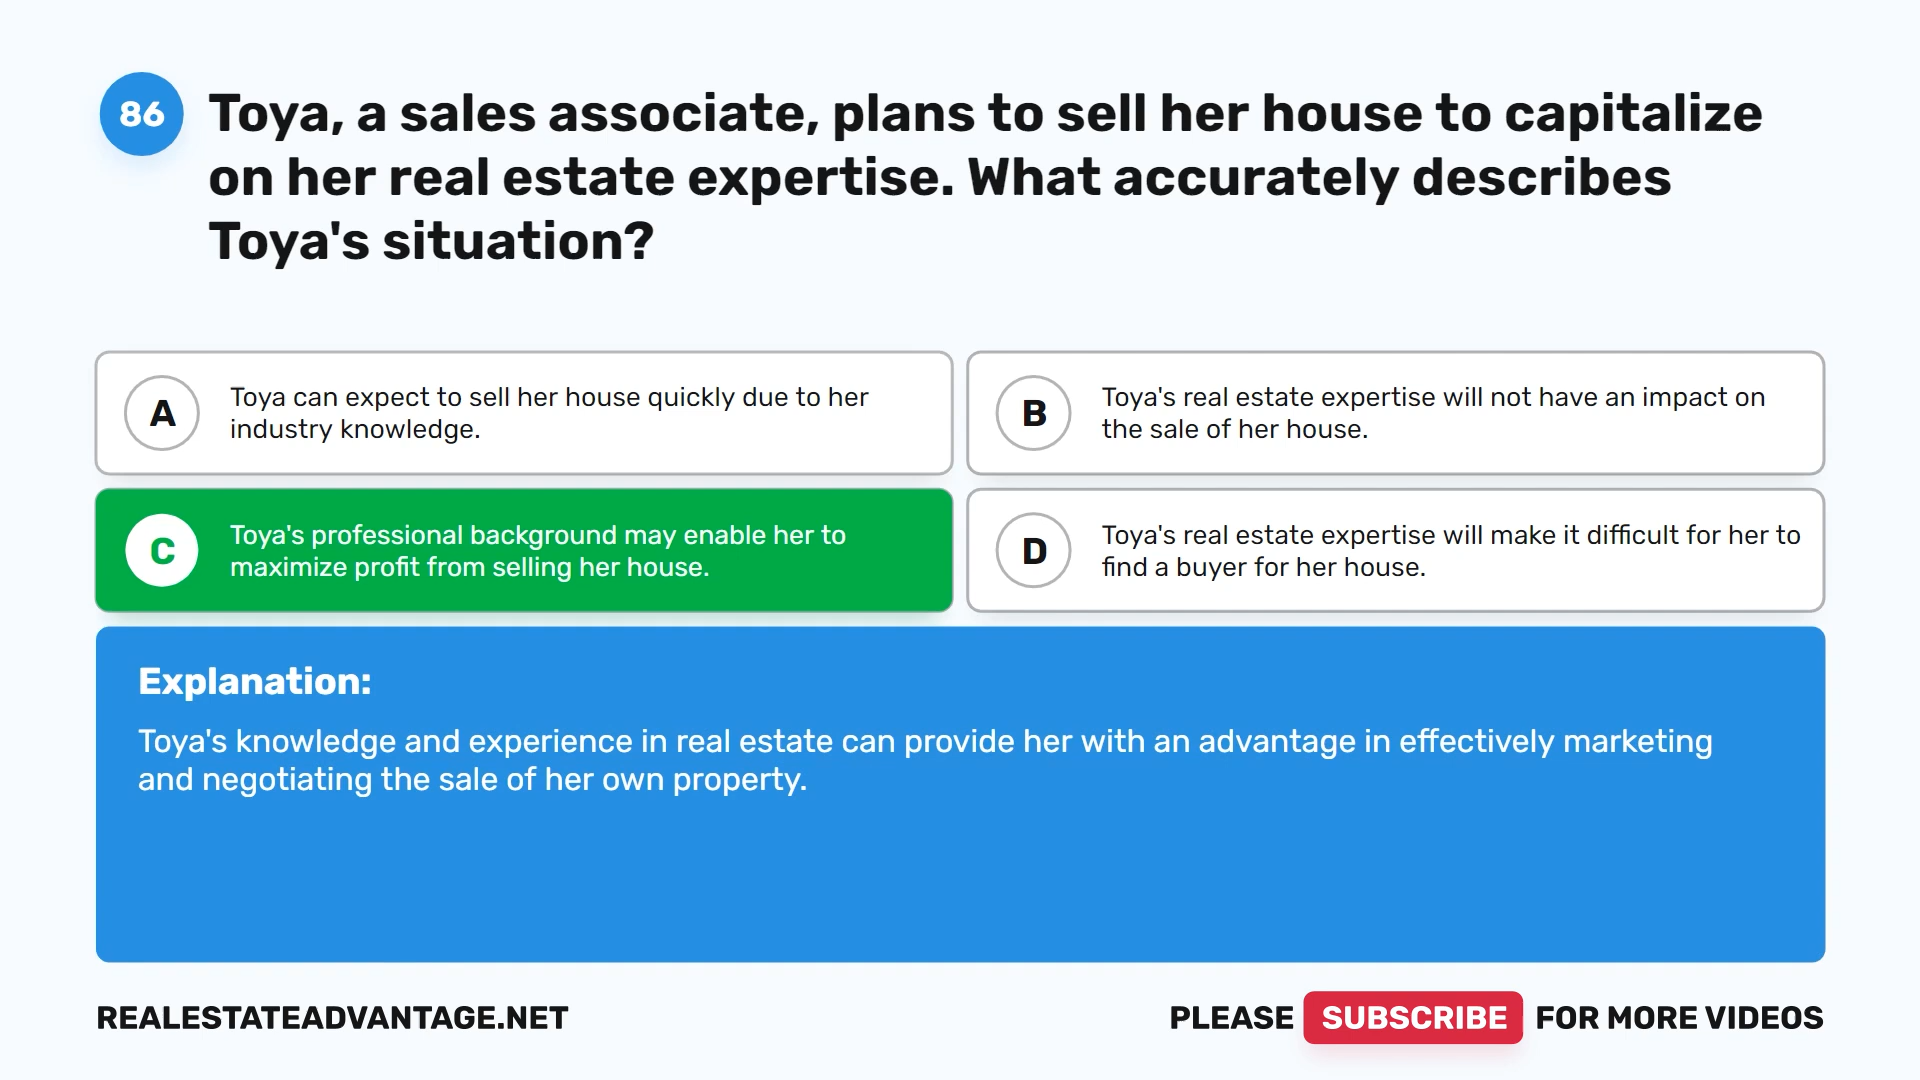 86
Toya, a sales associate, plans to sell her house to capitalize
on her real estate expertise. What accurately describes
Toya's situation?
A
Toya can expect to sell her house quickly due to her
industry knowledge.
B
Toya's real estate expertise will not have an impact on
the sale of her house.
C
Toya's professional background may enable her to
maximize profit from selling her house.
D
Toya's real estate expertise will make it difficult for her to
find a buyer for her house.
Explanation:
Toya's knowledge and experience in real estate can provide her with an advantage in effectively marketing
and negotiating the sale of her own property.
REALESTATEADVANTAGE.NET
PLEASE SUBSCRIBE FOR MORE VIDEOS